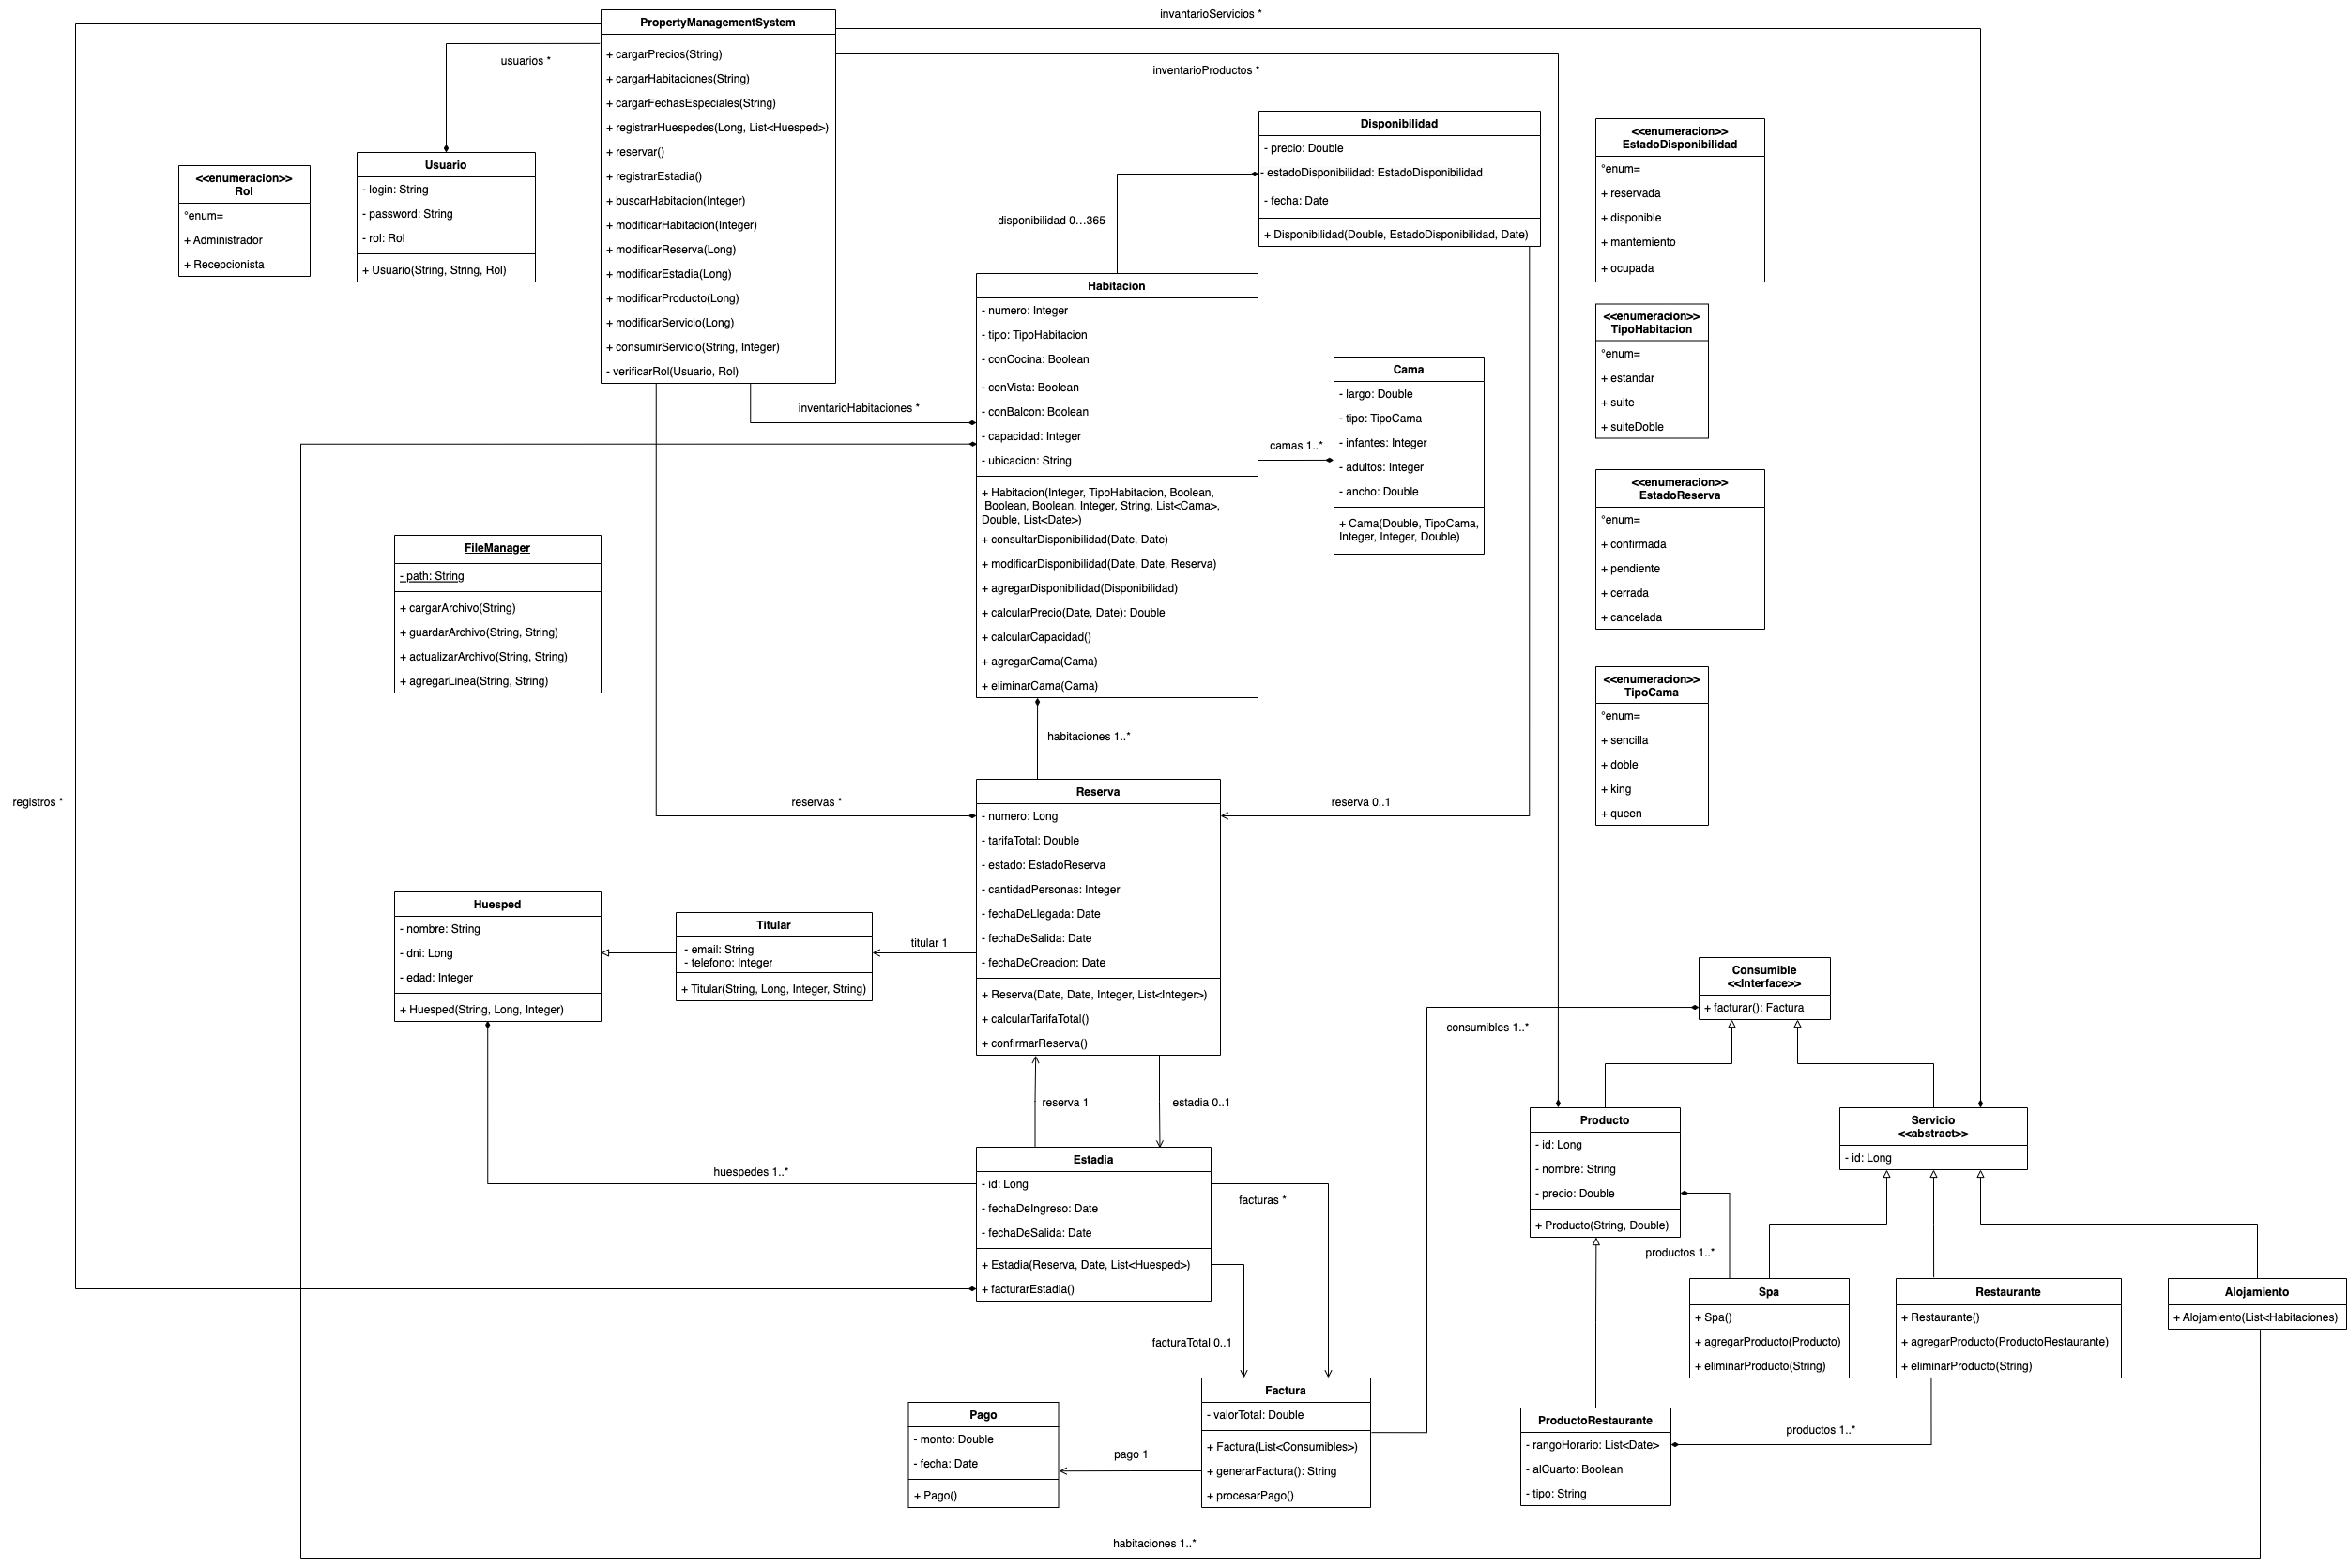 PropertyManagementSystem
+ cargarPrecios(String)
+ cargarHabitaciones(String)
+ cargarFechasEspeciales(String)
+ registrarHuespedes(Long, List<Huesped>)
+ reservar()
+ registrarEstadia()
+ buscarHabitacion(Integer)
+ modificarHabitacion(Integer)
+ modificarReserva(Long)
+ modificarEstadia(Long)
+ modificarProducto(Long)
+ modificarServicio(Long)
+ consumirServicio(String, Integer)
- verificarRol(Usuario, Rol)
invantarioServicios *
usuarios *
inventarioProductos *
<<enumeracion>>
Rol
°enum=
+ Administrador
+ Recepcionista
Usuario
- login: String
- password: String
- rol: Rol
+ Usuario(String, String, Rol)
Disponibilidad
- precio: Double
- estadoDisponibilidad: EstadoDisponibilidad
- fecha: Date
+ Disponibilidad(Double, EstadoDisponibilidad, Date)
disponibilidad 0...365
<<enumeracion>>
EstadoDisponibilidad
°enum=
+ reservada
+ disponible
+ mantemiento
+ ocupada
<<enumeracion>>
TipoHabitacion
°enum=
+ estandar
+ suite
+ suiteDoble
<<enumeracion>>
EstadoReserva
°enum=
+ confirmada
+ pendiente
+ cerrada
+ cancelada
<<enumeracion>>
TipoCama
°enum=
+ sencilla
+ doble
+ king
+ queen
Habitacion
- numero: Integer
- tipo: TipoHabitacion
- conCocina: Boolean
- conVista: Boolean
- conBalcon: Boolean
- capacidad: Integer
- ubicacion: String
+ Habitacion(Integer, TipoHabitacion, Boolean,
Boolean, Boolean, Integer, String, List<Cama>,
Double, List<Date>)
+ consultarDisponibilidad(Date, Date)
+ modificarDisponibilidad(Date, Date, Reserva)
+ agregarDisponibilidad(Disponibilidad)
+ calcularPrecio(Date, Date): Double
+ calcularCapacidad()
+ agregarCama(Cama)
+ eliminarCama(Cama)
inventarioHabitaciones *
camas 1..*
Cama
- largo: Double
- tipo: TipoCama
- infantes: Integer
- adultos: Integer
- ancho: Double
+ Cama(Double, TipoCama,
Integer, Integer, Double)
FileManager
- path: String
+ cargarArchivo(String)
+ guardarArchivo(String, String)
+ actualizarArchivo(String, String)
+ agregarLinea(String, String)
habitaciones 1..*
registros *
reservas *
reserva 0..1
Reserva
- numero: Long
- tarifaTotal: Double
- estado: EstadoReserva
- cantidadPersonas: Integer
- fechaDeLlegada: Date
- fechaDeSalida: Date
- fechaDeCreacion: Date
+ Reserva(Date, Date, Integer, List<Integer>)
+ calcularTarifaTotal()
+ confirmarReserva()
Huesped
- nombre: String
- dni: Long
- edad: Integer
+ Huesped(String, Long, Integer)
Titular
- email: String
- telefono: Integer
+ Titular(String, Long, Integer, String)
titular 1
Consumible
<<Interface>>
+ facturar(): Factura
consumibles 1..*
reserva 1
estadia 0..1
Producto
- id: Long
- nombre: String
- precio: Double
+ Producto(String, Double)
Servicio
<<abstract>>
- id: Long
huespedes 1..*
Estadia
- id: Long
- fechaDeIngreso: Date
- fechaDeSalida: Date
+ Estadia(Reserva, Date, List<Huesped>)
+ facturarEstadia()
facturas *
productos 1..*
facturaTotal 0..1
Spa
+ Spa()
+ agregarProducto(Producto)
+ eliminarProducto(String)
Restaurante
+ Restaurante()
+ agregarProducto(ProductoRestaurante)
+ eliminarProducto(String)
Alojamiento
+ Alojamiento(List<Habitaciones)
Factura
- valorTotal: Double
+ Factura(List<Consumibles>)
+ generarFactura(): String
+ procesarPago()
Pago
- monto: Double
- fecha: Date
+ Pago()
pago 1
ProductoRestaurante
- rangoHorario: List<Date>
- alCuarto: Boolean
- tipo: String
productos 1..*
habitaciones 1..*